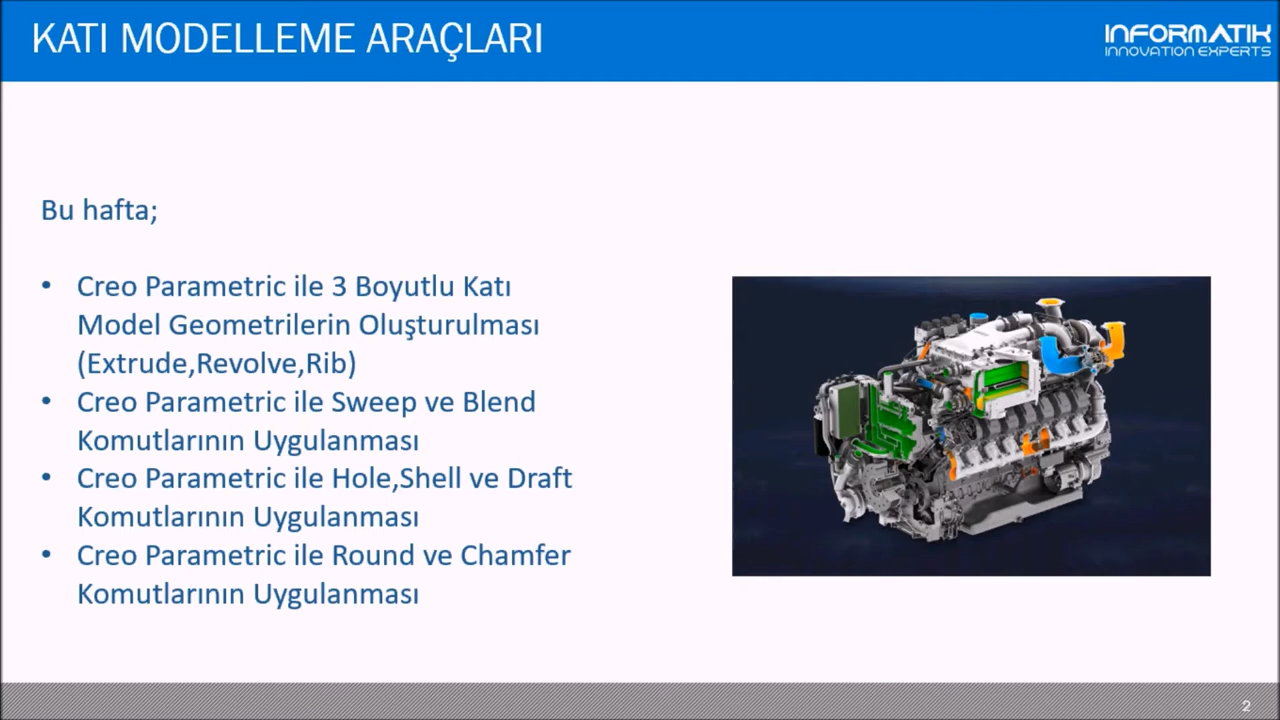 KATI MODELLEME ARAÇLARI
INFORMATIK
INNOVATION EXPERTS
Bu hafta;
• Creo Parametric ile 3 Boyutlu Katı
Model Geometrilerin Oluşturulması
(Extrude,Revolve,Rib)
• Creo Parametric ile Sweep ve Blend
Komutlarının Uygulanması
• Creo Parametric ile Hole,Shell ve Draft
Komutlarının Uygulanması
• Creo Parametric ile Round ve Chamfer
Komutlarının Uygulanması
2